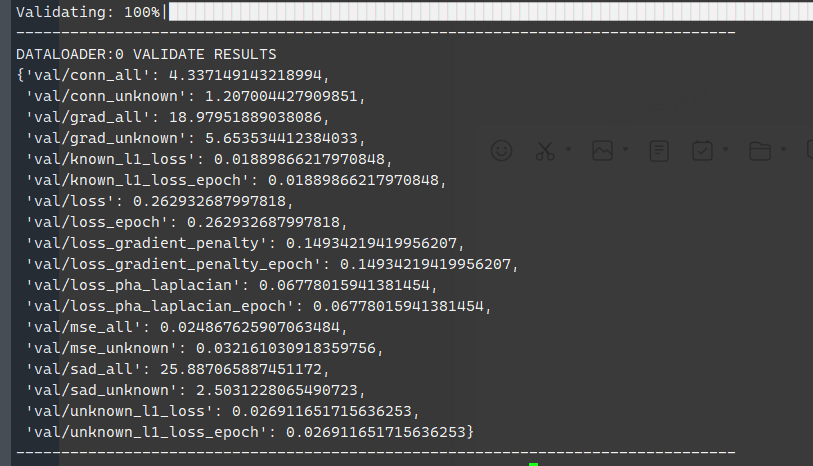 Validating: 100%|
--------------------------------------------------------------------------------
DATALOADER:0 VALIDATE RESULTS
{'val/conn_all': 4.337149143218994,
 'val/conn_unknown': 1.207004427909851,
 'val/grad_all': 18.97951889038086,
 'val/grad_unknown': 5.653534412384033,
 'val/known_l1_loss': 0.01889866217970848,
 'val/known_l1_loss_epoch': 0.01889866217970848,
 'val/loss': 0.262932687997818,
 'val/loss_epoch': 0.262932687997818,
 'val/loss_gradient_penalty': 0.14934219419956207,
 'val/loss_gradient_penalty_epoch': 0.14934219419956207,
 'val/loss_pha_laplacian': 0.06778015941381454,
 'val/loss_pha_laplacian_epoch': 0.06778015941381454,
 'val/mse_all': 0.024867625907063484,
 'val/mse_unknown': 0.032161030918359756,
 'val/sad_all': 25.887065887451172,
 'val/sad_unknown': 2.5031228065490723,
 'val/unknown_l1_loss': 0.026911651715636253,
 'val/unknown_l1_loss_epoch': 0.026911651715636253}
--------------------------------------------------------------------------------